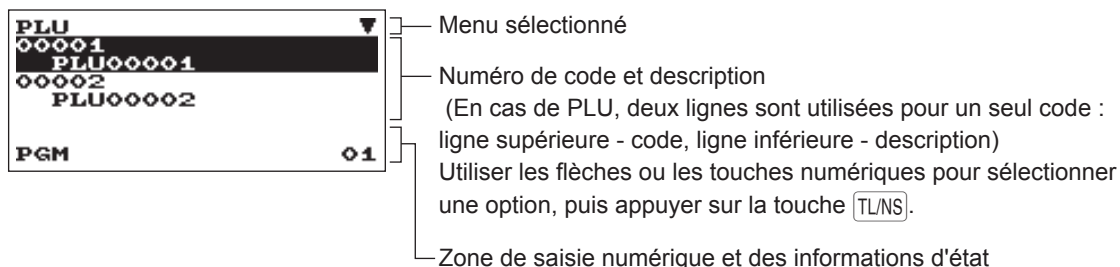 PLU ▼
00001
PLU00001
00002
PLU00002
PGM 01
Menu sélectionné
Numéro de code et description
(En cas de PLU, deux lignes sont utilisées pour un seul code :
ligne supérieure - code, ligne inférieure - description)
Utiliser les flèches ou les touches numériques pour sélectionner
une option, puis appuyer sur la touche TL/NS.
Zone de saisie numérique et des informations d'état